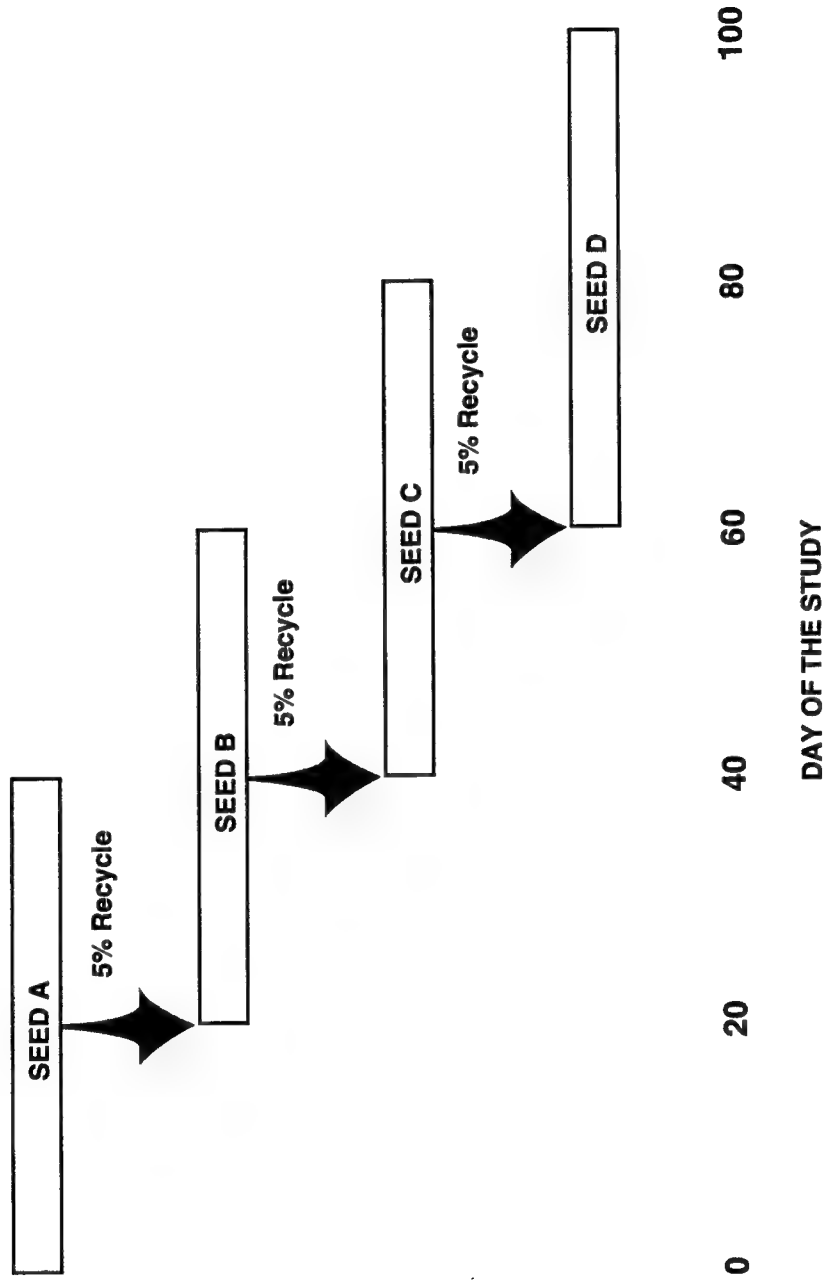 SEED A
5% Recycle
SEED B
5% Recycle
SEED C
5% Recycle
SEED D
0 20 40 60 80 100
DAY OF THE STUDY